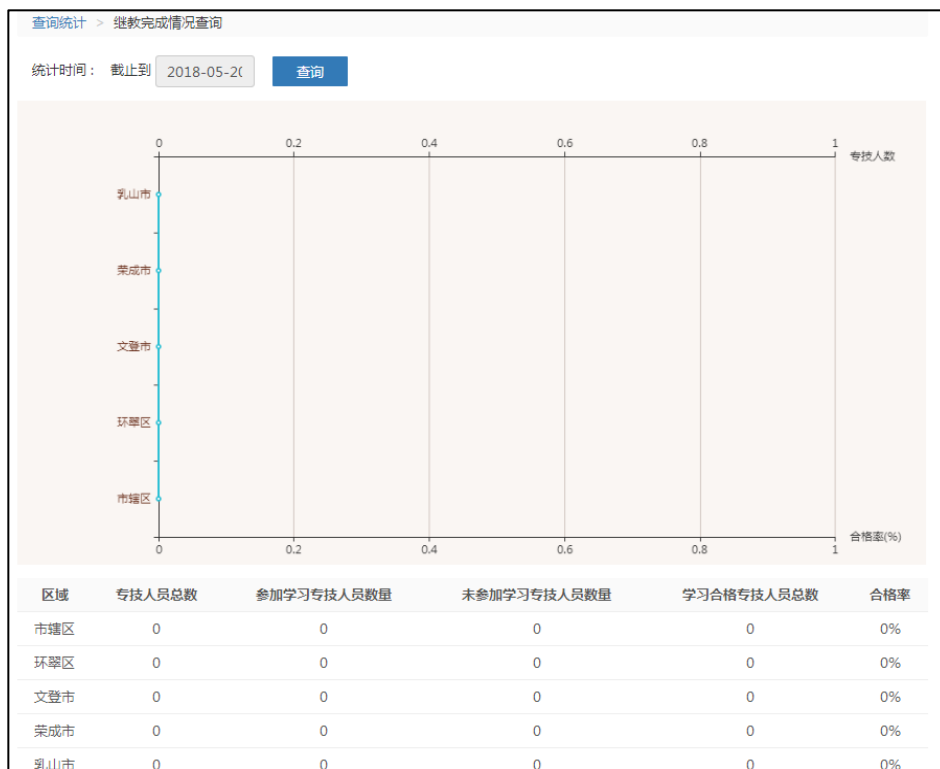 查询统计 > 继教完成情况查询
统计时间： 截止到 2018-05-20 查询
0 0.2 0.4 0.6 0.8 1 专技人数
乳山市
荣成市
文登市
环翠区
市辖区
0 0.2 0.4 0.6 0.8 1 合格率(%)
区域 专技人员总数 参加学习专技人员数量 未参加学习专技人员数量 学习合格专技人员总数 合格率
市辖区 0 0 0 0 0%
环翠区 0 0 0 0 0%
文登市 0 0 0 0 0%
荣成市 0 0 0 0 0%
乳山市 0 0 0 0 0%